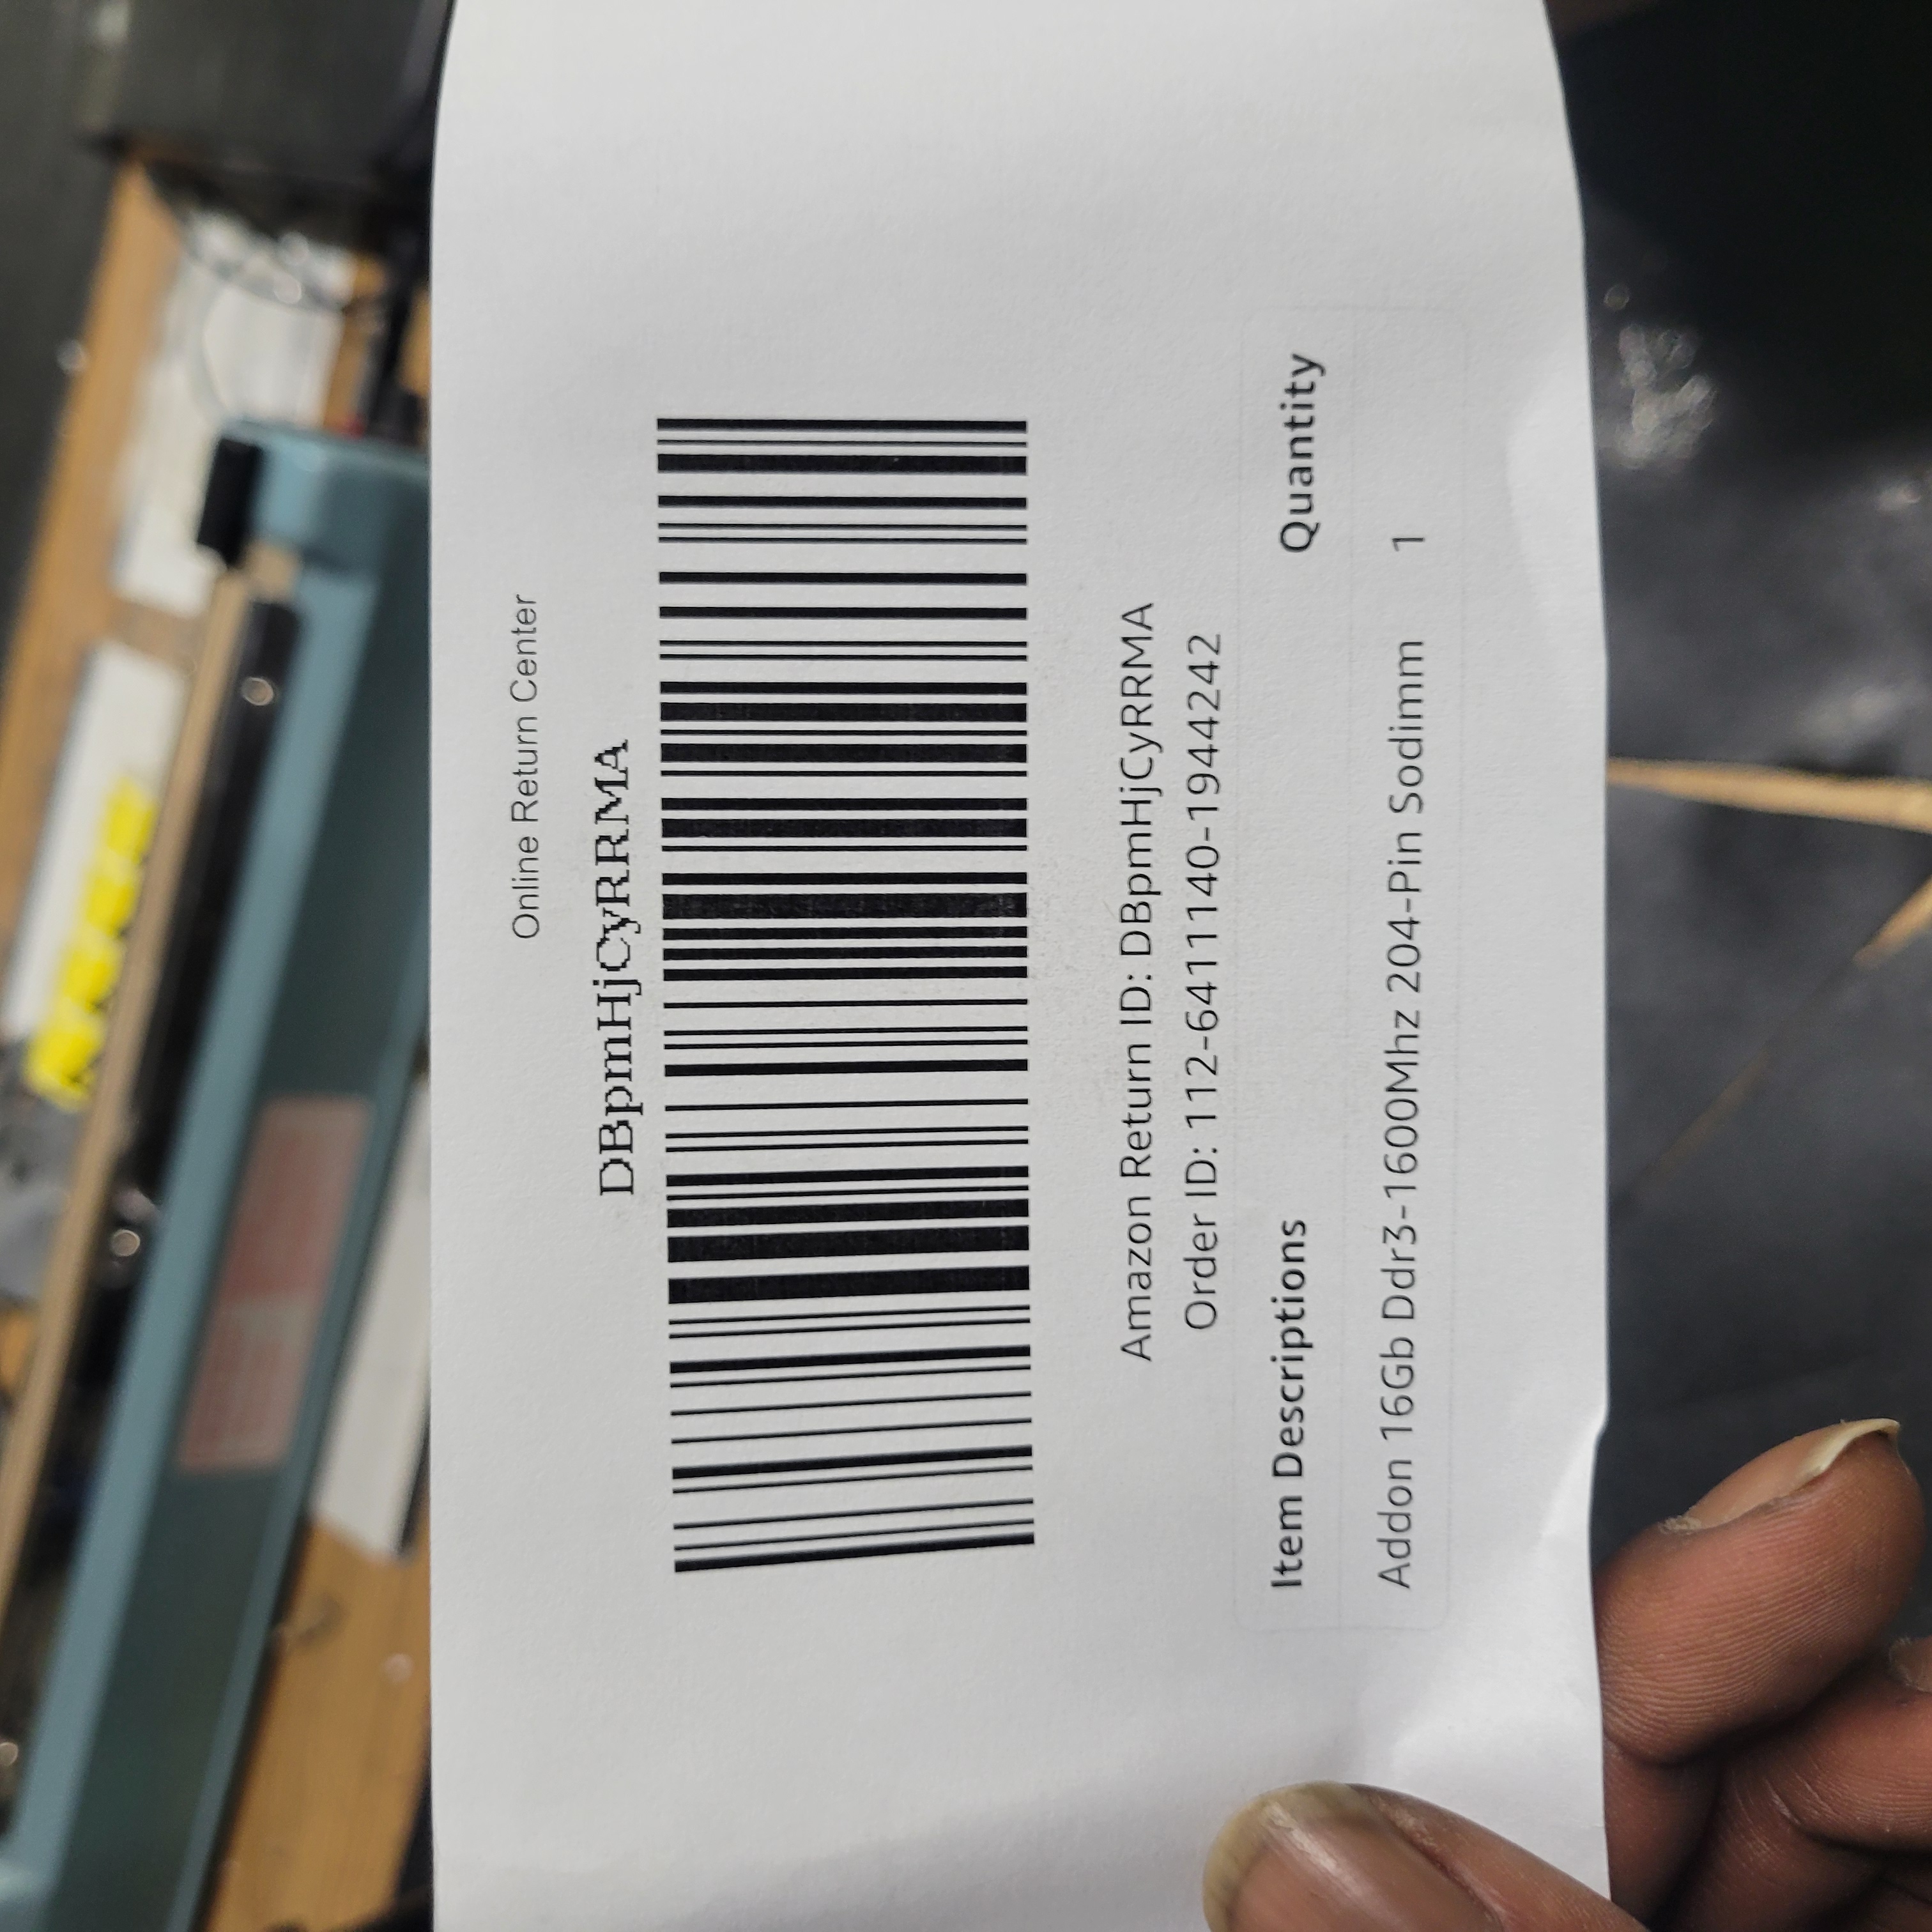 Online Return Center
DBpmHjCyRRMA
Amazon Return ID: DBpmHjCyRRMA
Order ID: 112-6411140-1944242
Item Descriptions Quantity
Addon 16Gb Ddr3-1600Mhz 204-Pin Sodimm 1